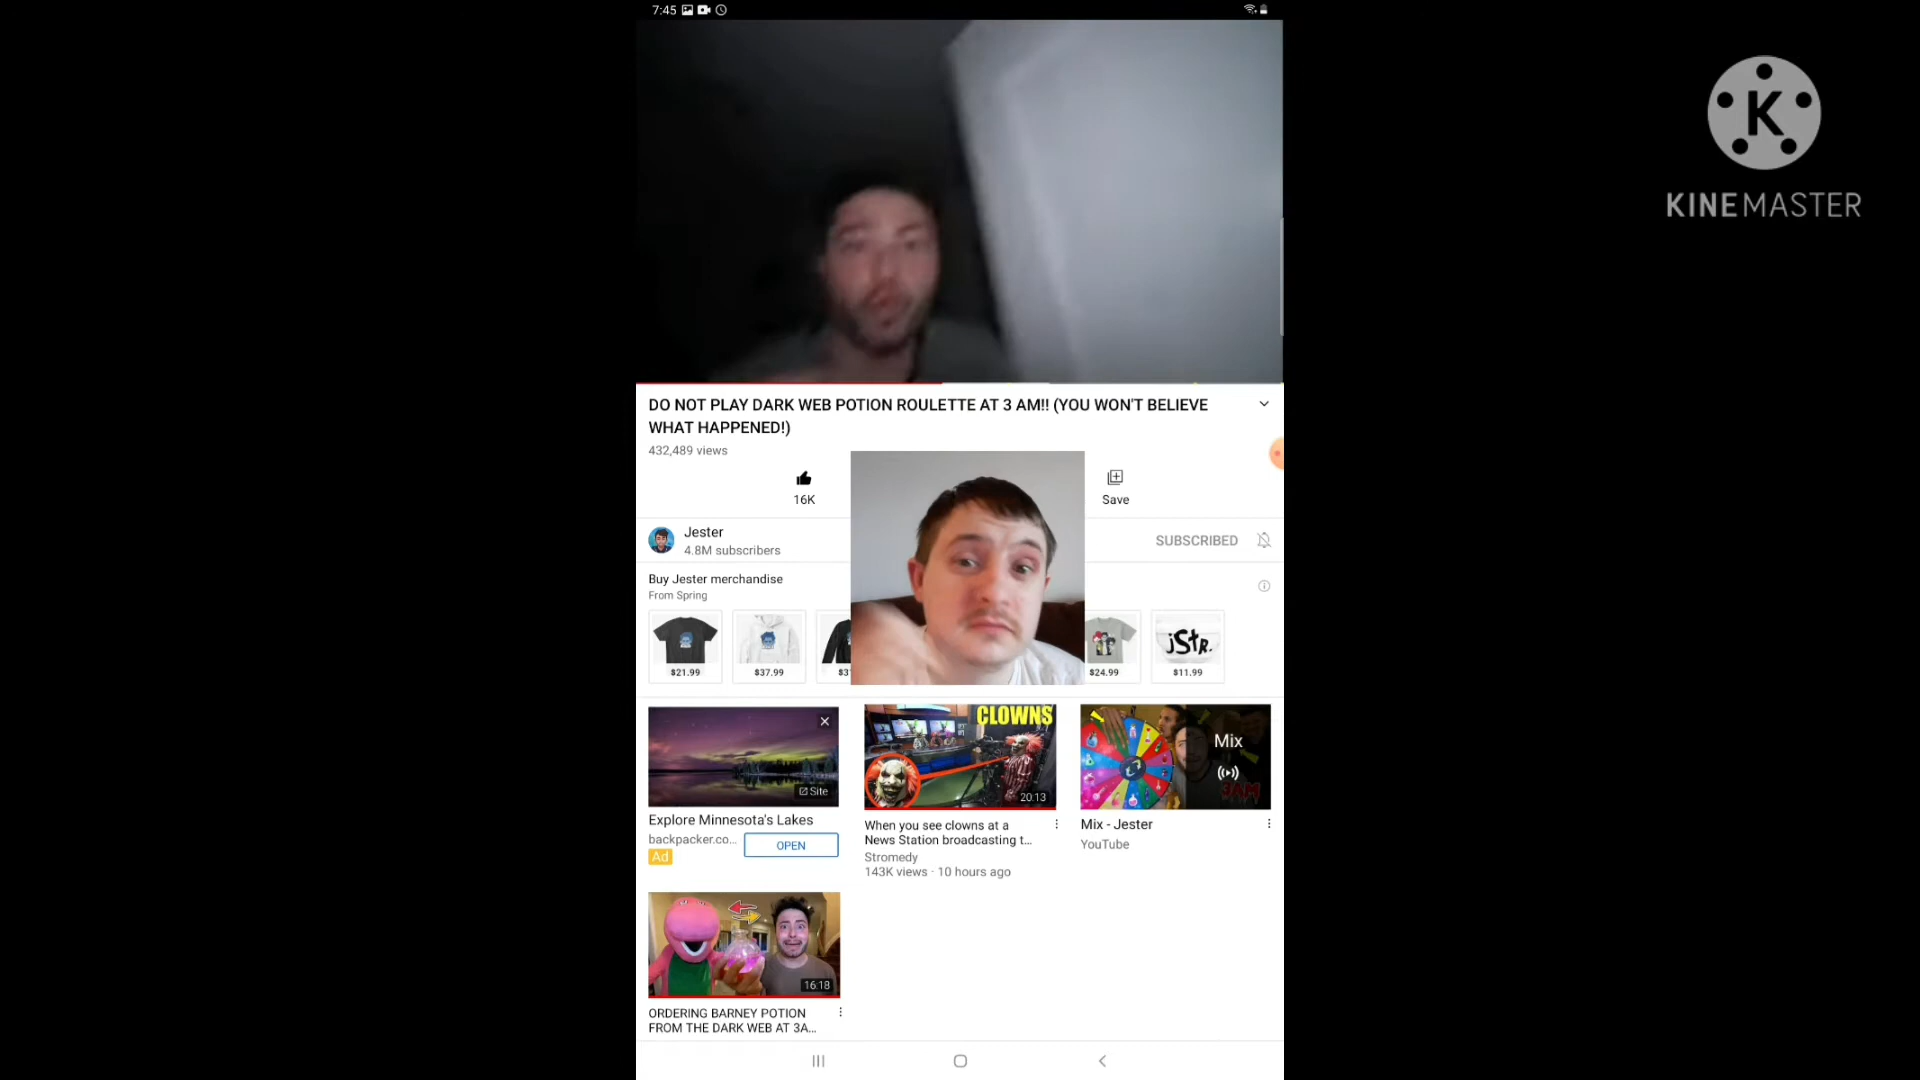 7:45
KINEMASTER
DO NOT PLAY DARK WEB POTION ROULETTE AT 3 AM!! (YOU WON'T BELIEVE
WHAT HAPPENED!)
432,489 views
16K
Save
Jester
4.8M subscribers
SUBSCRIBED
Buy Jester merchandise
From Spring
$21.99
$37.99
$24.99
jStR.
$11.99
Site
Explore Minnesota's Lakes
backpacker.co...
OPEN
Ad
CLOWNS
20:13
When you see clowns at a
News Station broadcasting t...
Stromedy
143K views · 10 hours ago
Mix
3AM
Mix - Jester
YouTube
16:18
ORDERING BARNEY POTION
FROM THE DARK WEB AT 3A...